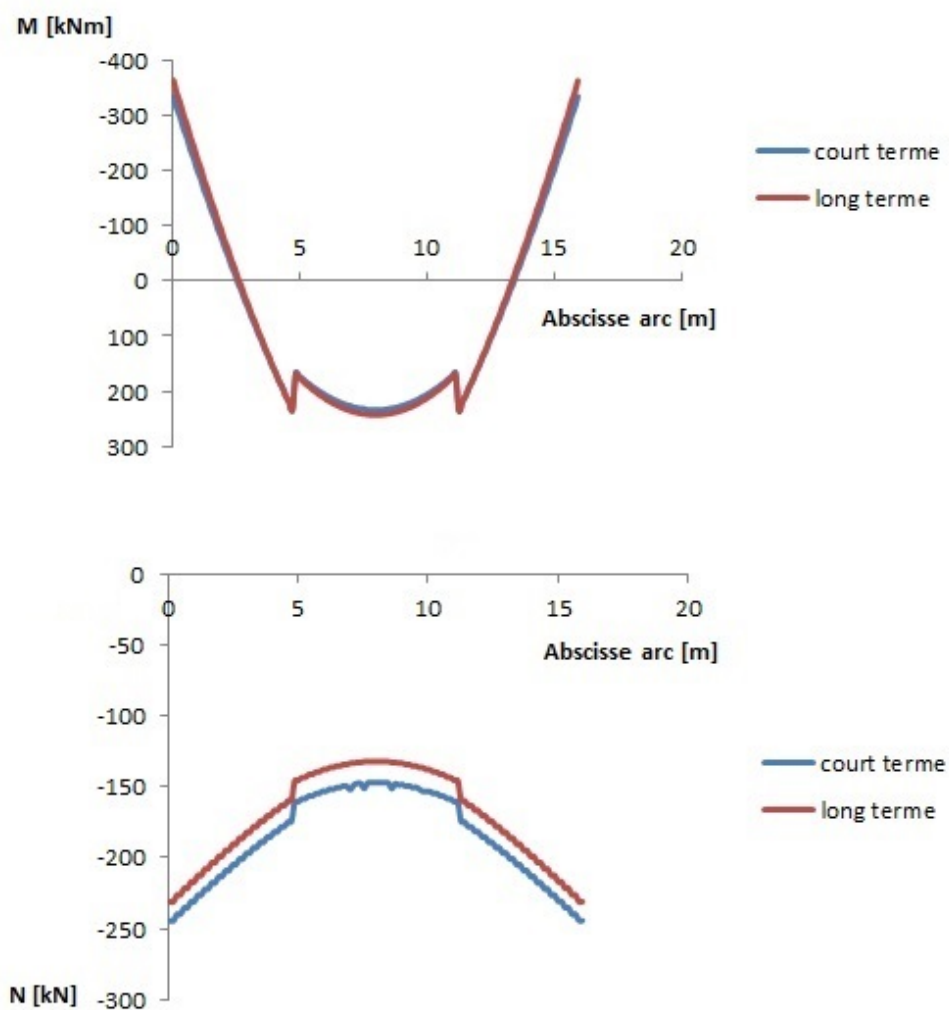 M [kNm]
-400
-300
-200
-100
0
100
200
300
0 5 10 15 20
Abscisse arc [m]
court terme
long terme
0
-50
-100
-150
-200
-250
-300
0 5 10 15 20
Abscisse arc [m]
court terme
long terme
N [kN]